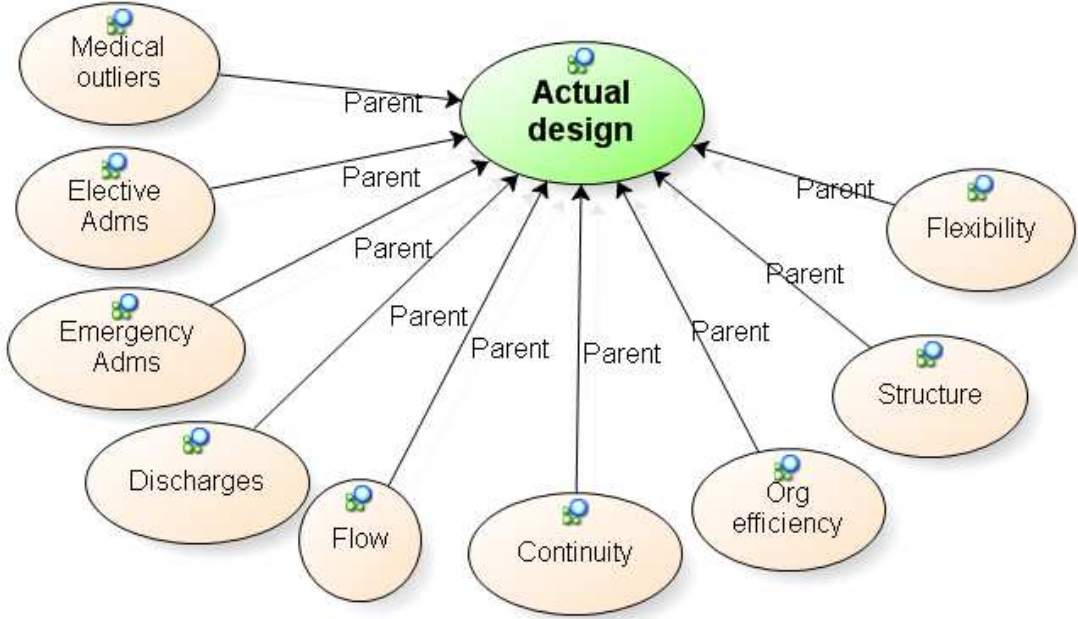 Medical
outliers
Parent
Actual
design
Elective
Adms
Parent
Parent
Flexibility
Emergency
Adms
Parent
Parent
Structure
Parent
Parent
Parent
Parent
Discharges
Flow
Continuity
Org
efficiency